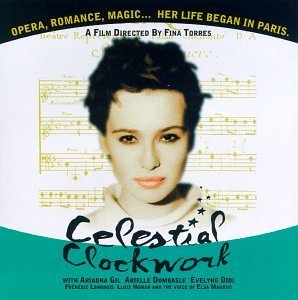 OPERA, ROMANCE, MAGIC... HER LIFE BEGAN IN PARIS.
A FILM DIRECTED BY FINA TORRES
Celestial
Clockwork
WITH ARIADNA GIL ARIELLE DOMBASLE EVELYNE DIDI
FRÉDÉRIC LONGBOIS LLUIS HOMAR AND THE VOICE OF ELSA MAURUS